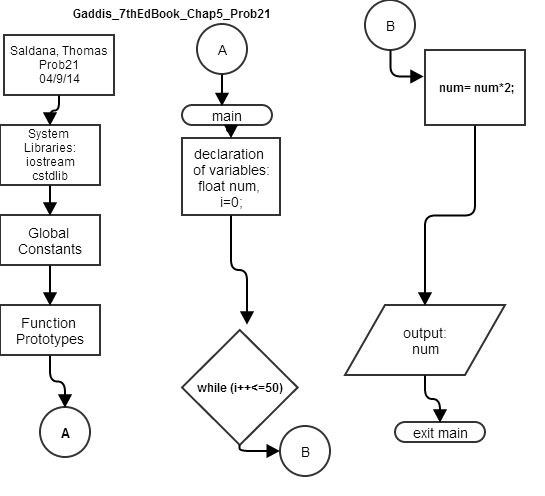 Gaddis_7thEdBook_Chap5_Prob21
Saldana, Thomas
Prob21
04/9/14
System
Libraries:
iostream
cstdlib
Global
Constants
Function
Prototypes
A
A
main
declaration
of variables:
float num,
i=0;
while (i++<=50)
B
B
num= num*2;
output:
num
exit main